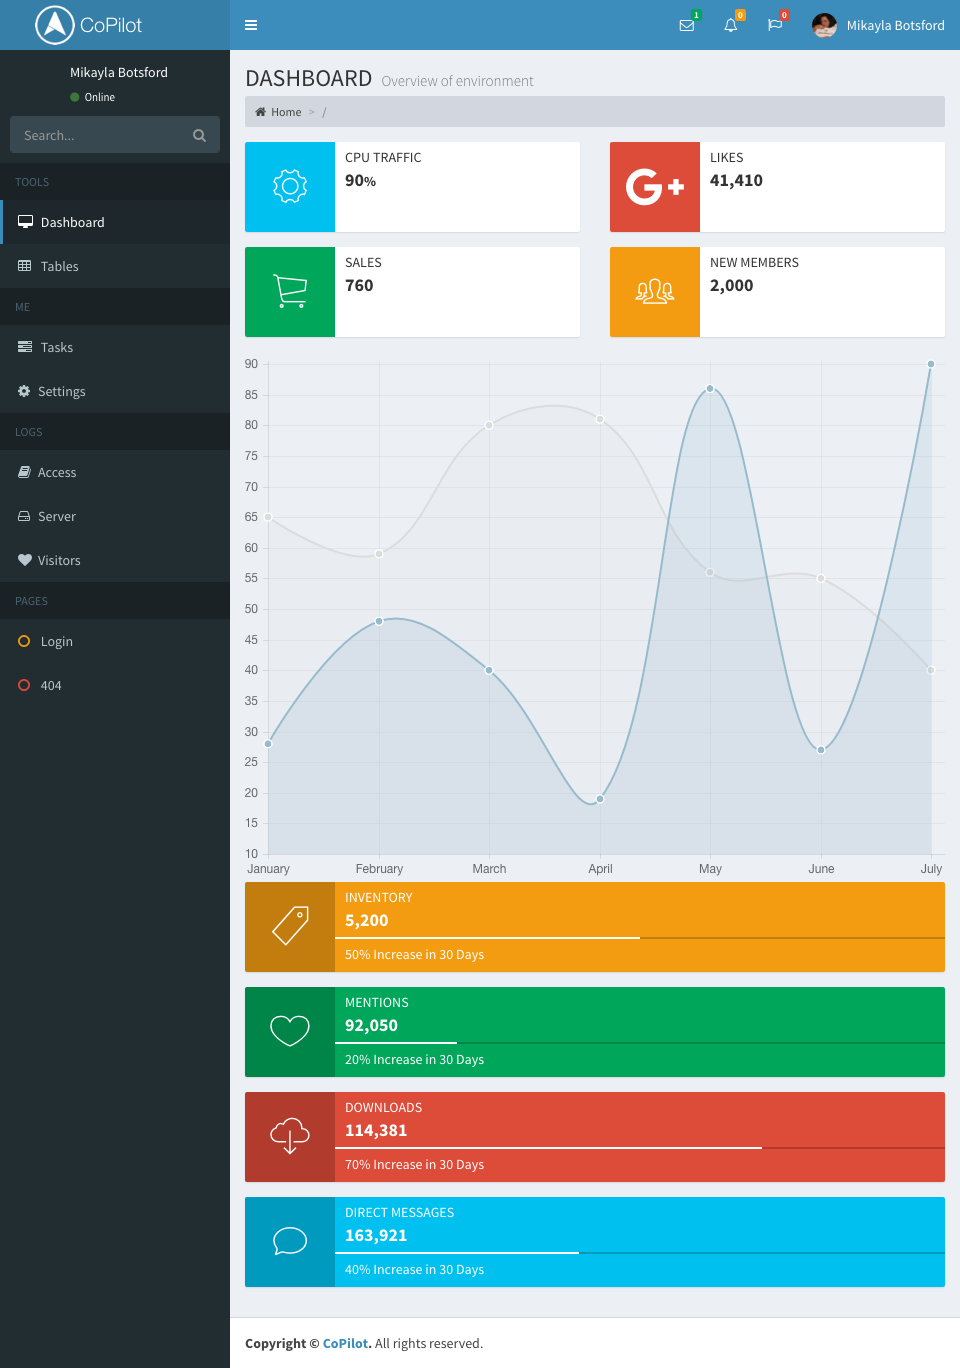 CoPilot
1
0
0
Mikayla Botsford
Mikayla Botsford
Online
Search...
TOOLS
Dashboard
Tables
ME
Tasks
Settings
LOGS
Access
Server
Visitors
PAGES
Login
404
DASHBOARD Overview of environment
Home > /
CPU TRAFFIC
90%
G+
LIKES
41,410
SALES
760
NEW MEMBERS
2,000
90
85
80
75
70
65
60
55
50
45
40
35
30
25
20
15
10
January February March April May June July
INVENTORY
5,200
50% Increase in 30 Days
MENTIONS
92,050
20% Increase in 30 Days
DOWNLOADS
114,381
70% Increase in 30 Days
DIRECT MESSAGES
163,921
40% Increase in 30 Days
Copyright © CoPilot. All rights reserved.